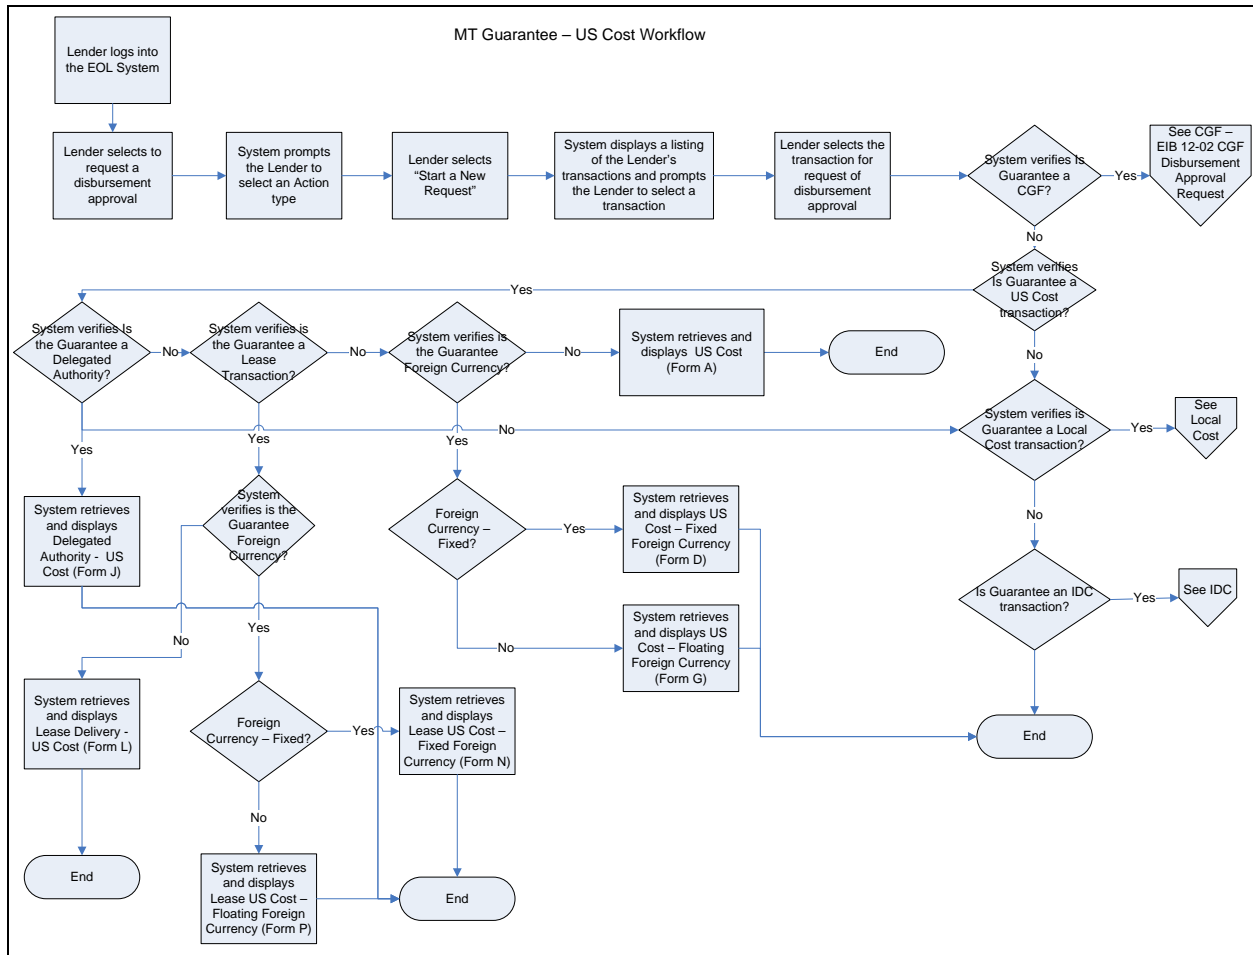 MT Guarantee – US Cost Workflow
Lender logs into
the EOL System
Lender selects to
request a
disbursement
approval
System prompts
the Lender to
select an Action
type
Lender selects
“Start a New
Request”
System displays a listing
of the Lender’s
transactions and prompts
the Lender to select a
transaction
Lender selects the
transaction for
request of
disbursement
approval
System verifies Is
Guarantee a
CGF?
Yes
See CGF –
EIB 12-02 CGF
Disbursement
Approval
Request
No
System verifies
Is Guarantee a
US Cost
transaction?
Yes
No
System verifies Is
the Guarantee a
Delegated
Authority?
No
System verifies is
the Guarantee a
Lease
Transaction?
No
System verifies is
the Guarantee
Foreign Currency?
No
System retrieves and
displays  US Cost
(Form A)
End
Yes
Yes
Yes
No
System verifies is
Guarantee a Local
Cost transaction?
Yes
See
Local
Cost
No
System retrieves
and displays
Delegated
Authority -  US
Cost (Form J)
System
verifies is the
Guarantee
Foreign
Currency?
Foreign
Currency –
Fixed?
Yes
System retrieves
and displays US
Cost – Fixed
Foreign Currency
(Form D)
Is Guarantee an IDC
transaction?
Yes
See IDC
No
Yes
No
System retrieves
and displays US
Cost – Floating
Foreign Currency
(Form G)
System retrieves
and displays
Lease Delivery -
US Cost (Form L)
Foreign
Currency – Fixed?
Yes
System retrieves
and displays
Lease US Cost –
Fixed Foreign
Currency (Form N)
End
No
End
System retrieves
and displays
Lease US Cost –
Floating Foreign
Currency (Form P)
End